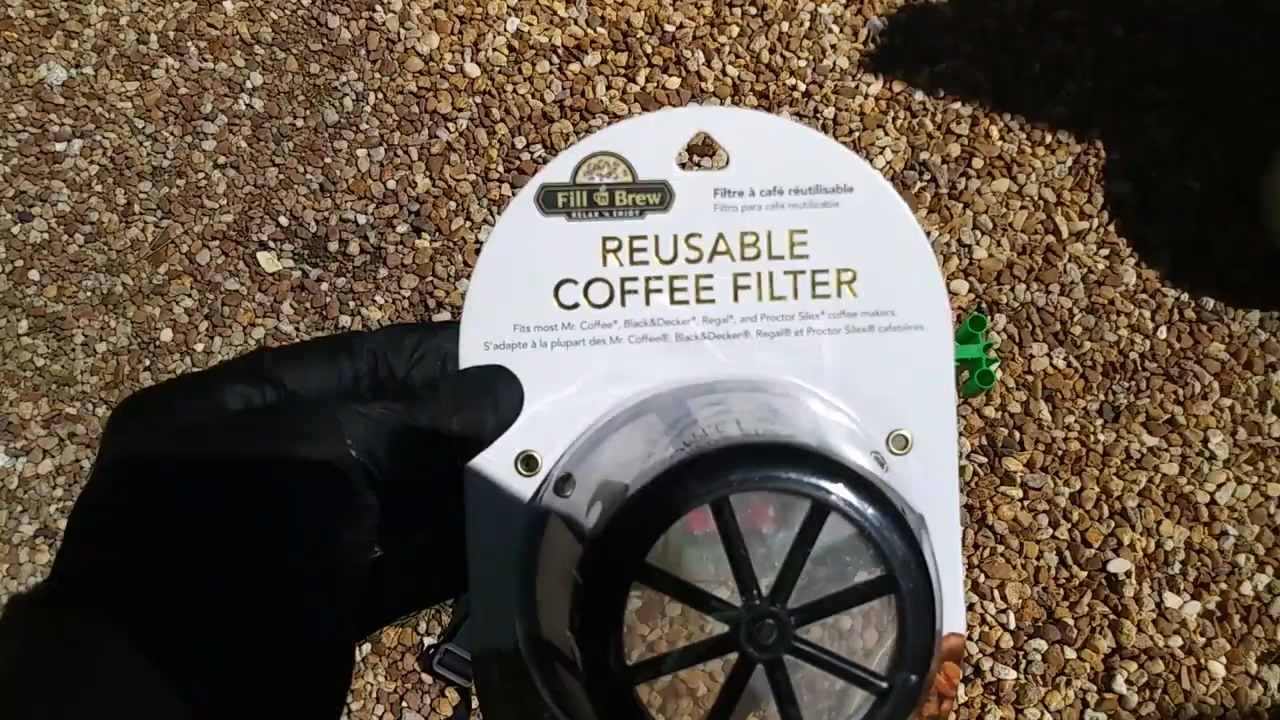 Fill n Brew
RELAX 'n ENJOY
Filtre à café réutilisable
Filtro para café reutilizable
REUSABLE
COFFEE FILTER
Fits most Mr. Coffee®, Black&Decker®, Regal®, and Proctor Silex® coffee makers.
S'adapte à la plupart des Mr. Coffee®, Black&Decker®, Regal® et Proctor Silex® cafetières.